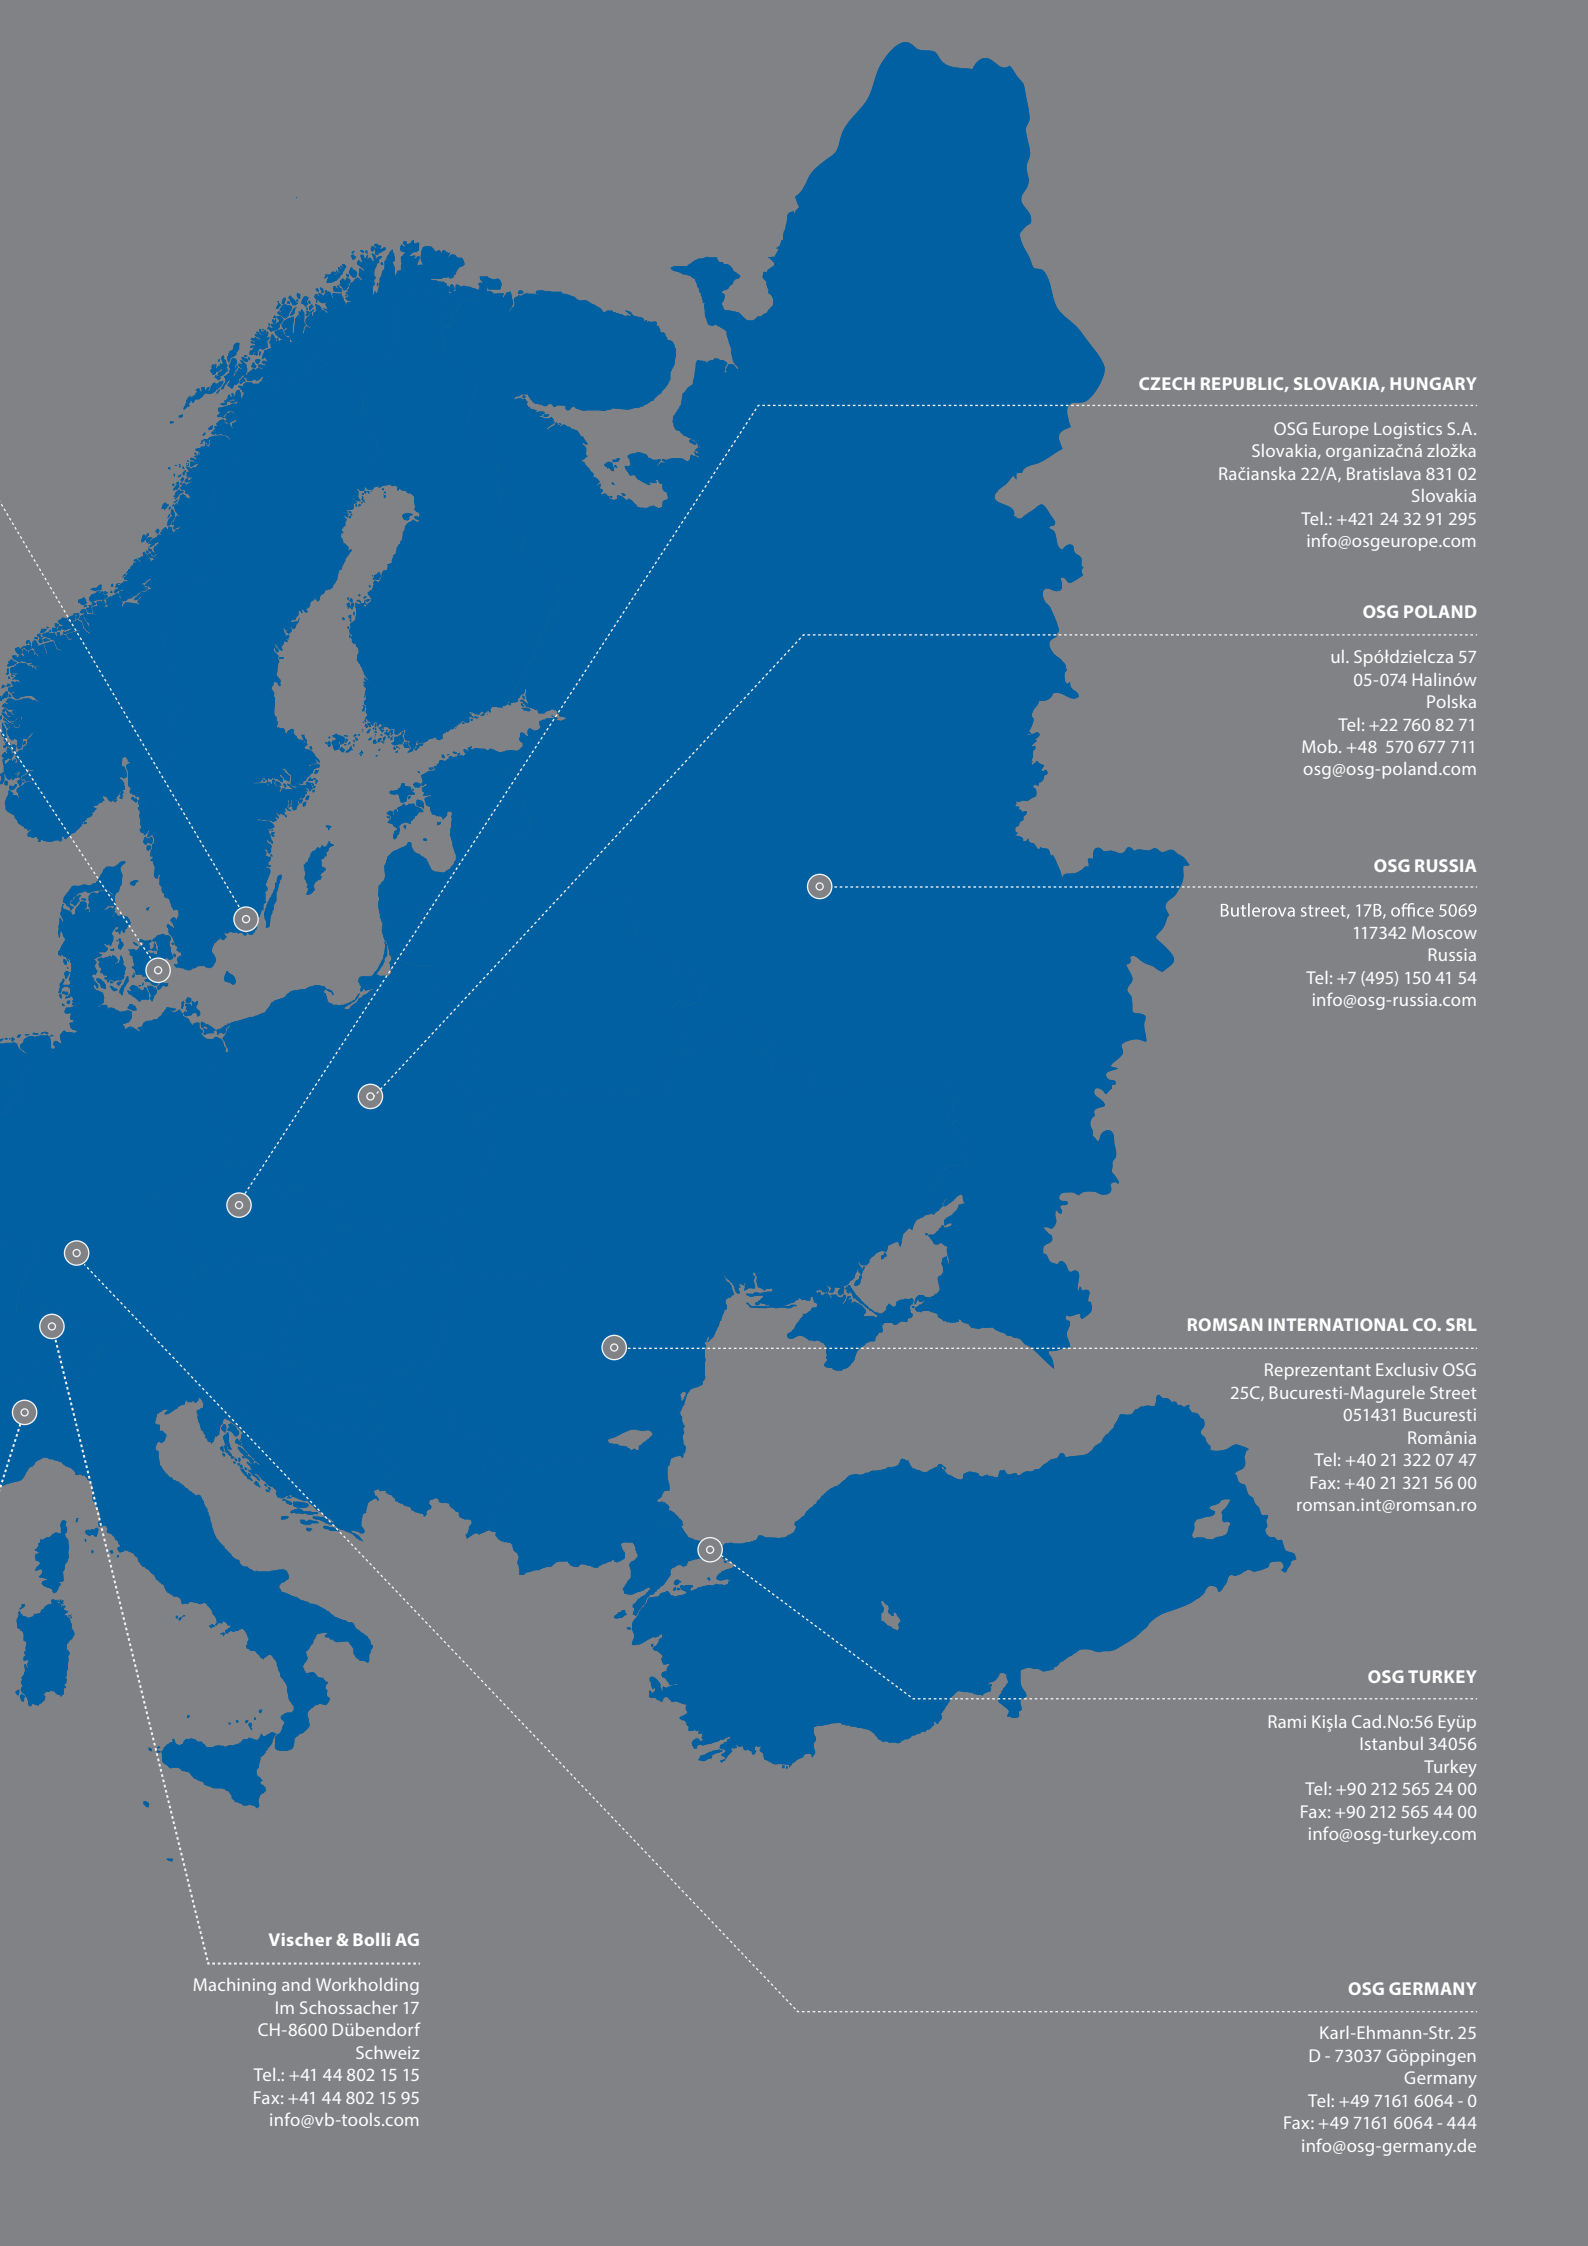 CZECH REPUBLIC, SLOVAKIA, HUNGARY
OSG Europe Logistics S.A.
Slovakia, organizačná zložka
Račianska 22/A, Bratislava 831 02
Slovakia
Tel.: +421 24 32 91 295
info@osgeurope.com
OSG POLAND
ul. Spółdzielcza 57
05-074 Halinów
Polska
Tel: +22 760 82 71
Mob. +48 570 677 711
osg@osg-poland.com
OSG RUSSIA
Butlerova street, 17B, office 5069
117342 Moscow
Russia
Tel: +7 (495) 150 41 54
info@osg-russia.com
ROMSAN INTERNATIONAL CO. SRL
Reprezentant Exclusiv OSG
25C, Bucuresti-Magurele Street
051431 Bucuresti
România
Tel: +40 21 322 07 47
Fax: +40 21 321 56 00
romsan.int@romsan.ro
OSG TURKEY
Rami Kişla Cad.No:56 Eyüp
Istanbul 34056
Turkey
Tel: +90 212 565 24 00
Fax: +90 212 565 44 00
info@osg-turkey.com
Vischer & Bolli AG
Machining and Workholding
Im Schossacher 17
CH-8600 Dübendorf
Schweiz
Tel.: +41 44 802 15 15
Fax: +41 44 802 15 95
info@vb-tools.com
OSG GERMANY
Karl-Ehmann-Str. 25
D - 73037 Göppingen
Germany
Tel: +49 7161 6064 - 0
Fax: +49 7161 6064 - 444
info@osg-germany.de